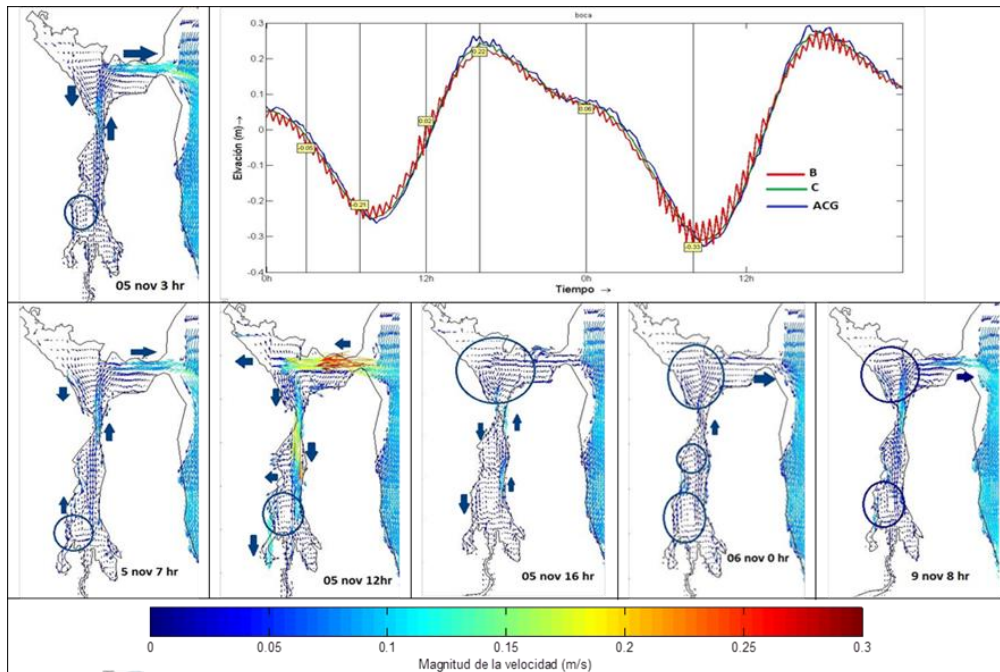 boca
0.3
0.2
0.1
0
-0.1
-0.2
-0.3
-0.4
Elvación (m)→
-0.05
-0.21
0.02
0.22
0.06
-0.33
B
C
ACG
0h
12h
0h
12h
Tiempo →
05 nov 3 hr
5 nov 7 hr
05 nov 12hr
05 nov 16 hr
06 nov 0 hr
9 nov 8 hr
0
0.05
0.1
0.15
0.2
0.25
0.3
Magnitud de la velocidad (m/s)